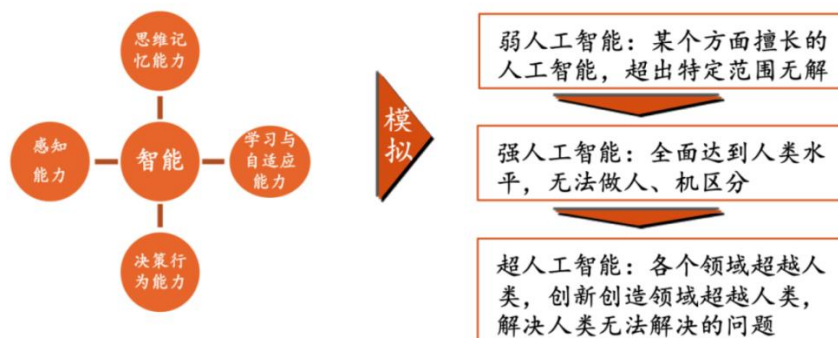 思维记
忆能力
感知
能力
智能
学习与
自适应
能力
决策行
为能力
模
拟
弱人工智能：某个方面擅长的
人工智能，超出特定范围无解
强人工智能：全面达到人类水
平，无法做人、机区分
超人工智能：各个领域超越人
类，创新创造领域超越人类，
解决人类无法解决的问题